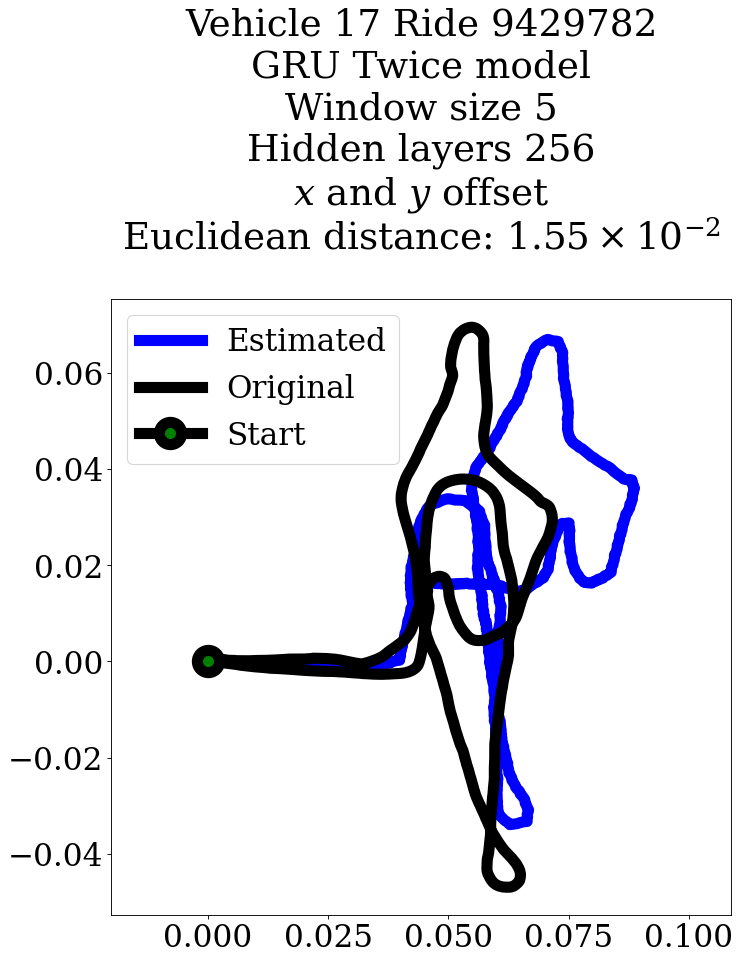 Vehicle 17 Ride 9429782
GRU Twice model
Window size 5
Hidden layers 256
x and y offset
Euclidean distance: 1.55 × 10⁻²
Estimated
Original
Start
0.06
0.04
0.02
0.00
−0.02
−0.04
0.000 0.025 0.050 0.075 0.100